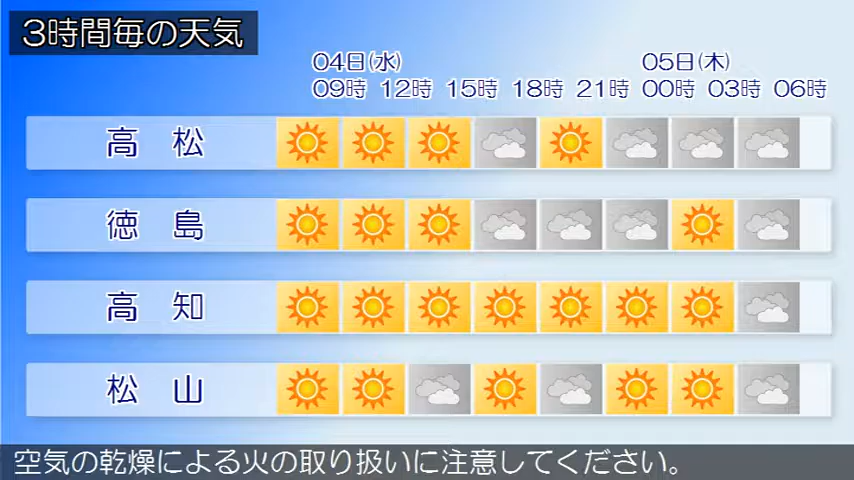 3時間毎の天気
04日(水) 05日(木)
09時 12時 15時 18時 21時 00時 03時 06時
高松
徳島
高知
松山
空気の乾燥による火の取り扱いに注意してください。